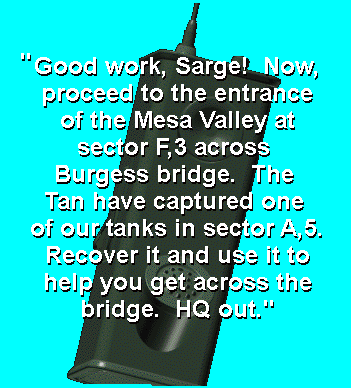 "Good work, Sarge!  Now,
proceed to the entrance
of the Mesa Valley at
sector F,3 across
Burgess bridge.  The
Tan have captured one
of our tanks in sector A,5.
Recover it and use it to
help you get across the
bridge.  HQ out."